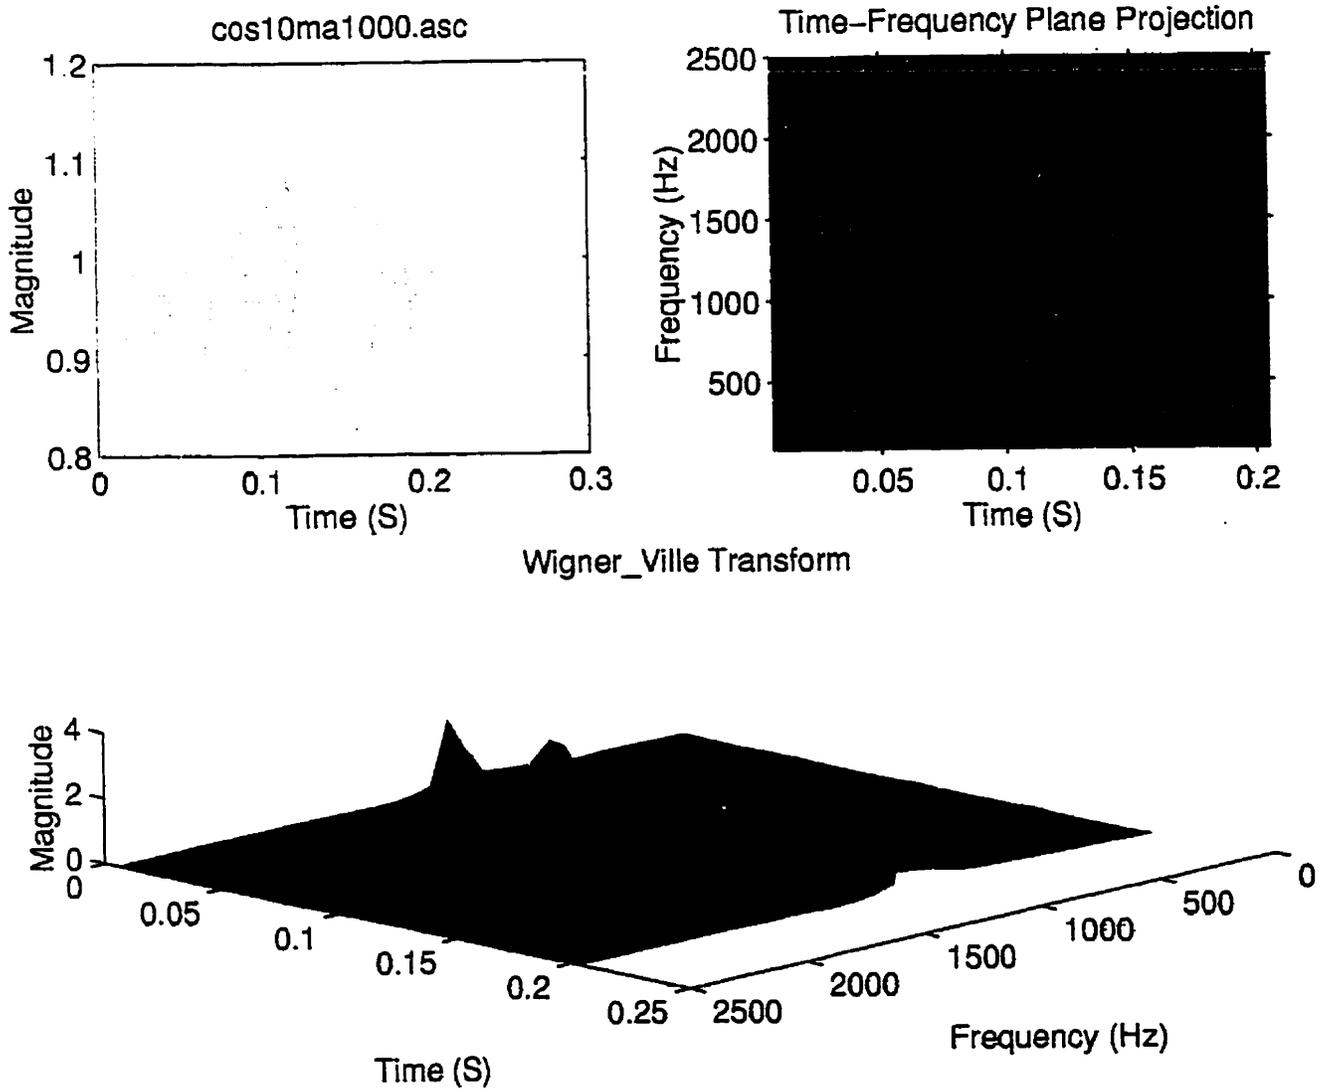 cos10ma1000.asc
1.2
1.1
1
0.9
0.8
Magnitude
0 0.1 0.2 0.3
Time (S)
Time–Frequency Plane Projection
2500
2000
1500
1000
500
Frequency (Hz)
0.05 0.1 0.15 0.2
Time (S)
Wigner_Ville Transform
4
2
0
Magnitude
0
0.05
0.1
0.15
0.2
0.25
Time (S)
2500
2000
1500
1000
500
0
Frequency (Hz)